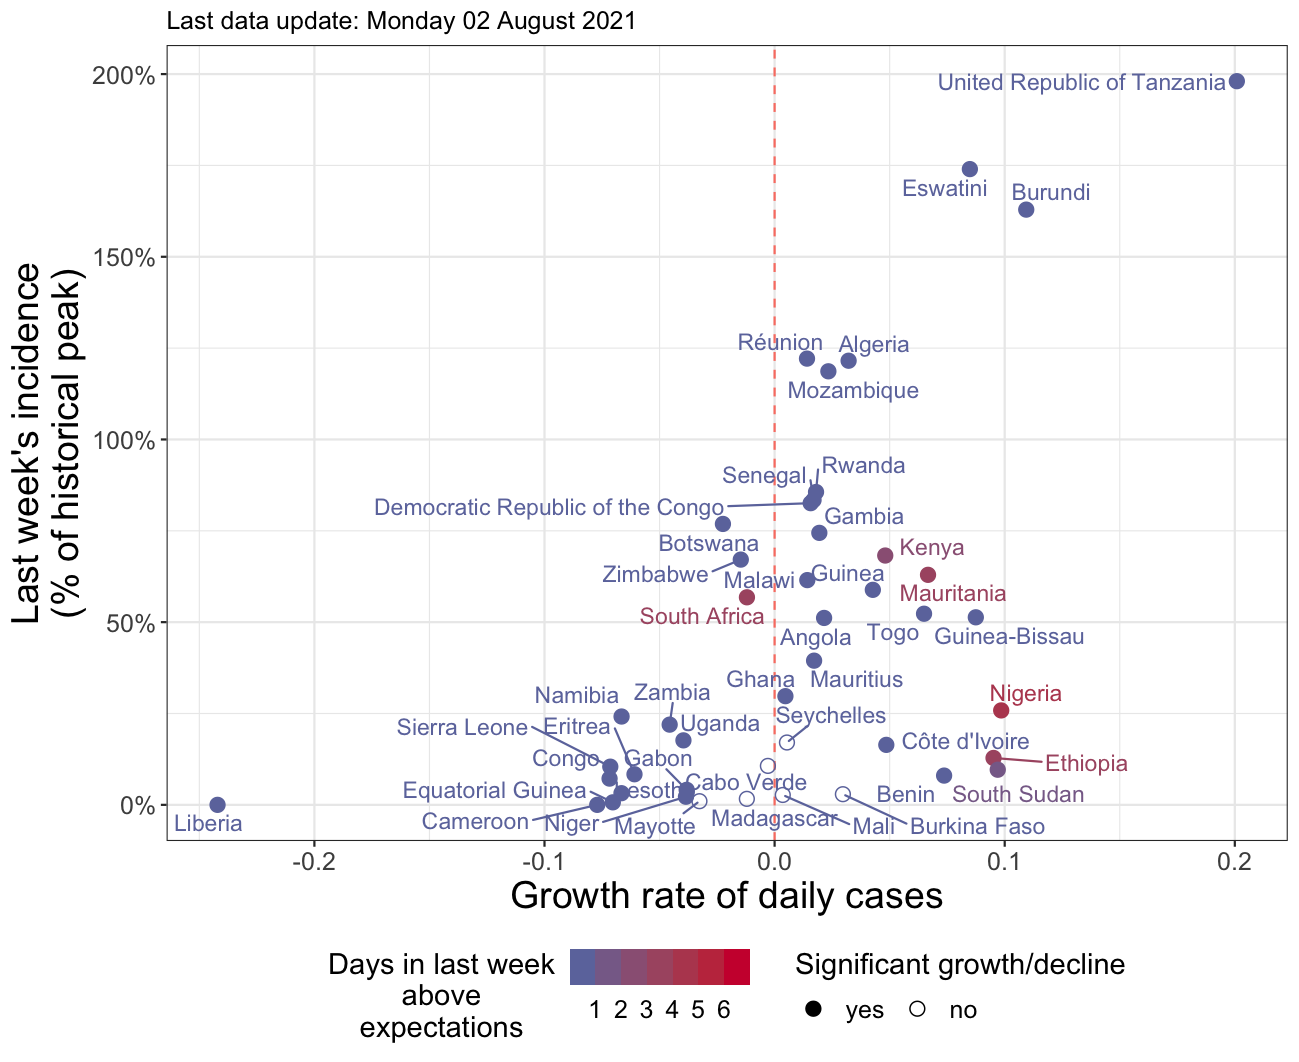 Last data update: Monday 02 August 2021
200%
150%
100%
50%
0%
Last week's incidence
(% of historical peak)
United Republic of Tanzania
Eswatini
Burundi
Réunion
Algeria
Mozambique
Senegal
Rwanda
Democratic Republic of the Congo
Gambia
Botswana
Kenya
Zimbabwe
Malawi
Guinea
Mauritania
South Africa
Angola
Togo
Guinea-Bissau
Ghana
Mauritius
Namibia
Zambia
Nigeria
Sierra Leone
Eritrea
Uganda
Seychelles
Côte d'Ivoire
Congo
Gabon
Ethiopia
Equatorial Guinea
Cabo Verde
Benin
South Sudan
Liberia
Cameroon
Niger
Mayotte
Madagascar
Mali
Burkina Faso
-0.2
-0.1
0.0
0.1
0.2
Growth rate of daily cases
Days in last week
above
expectations
1 2 3 4 5 6
Significant growth/decline
yes
no